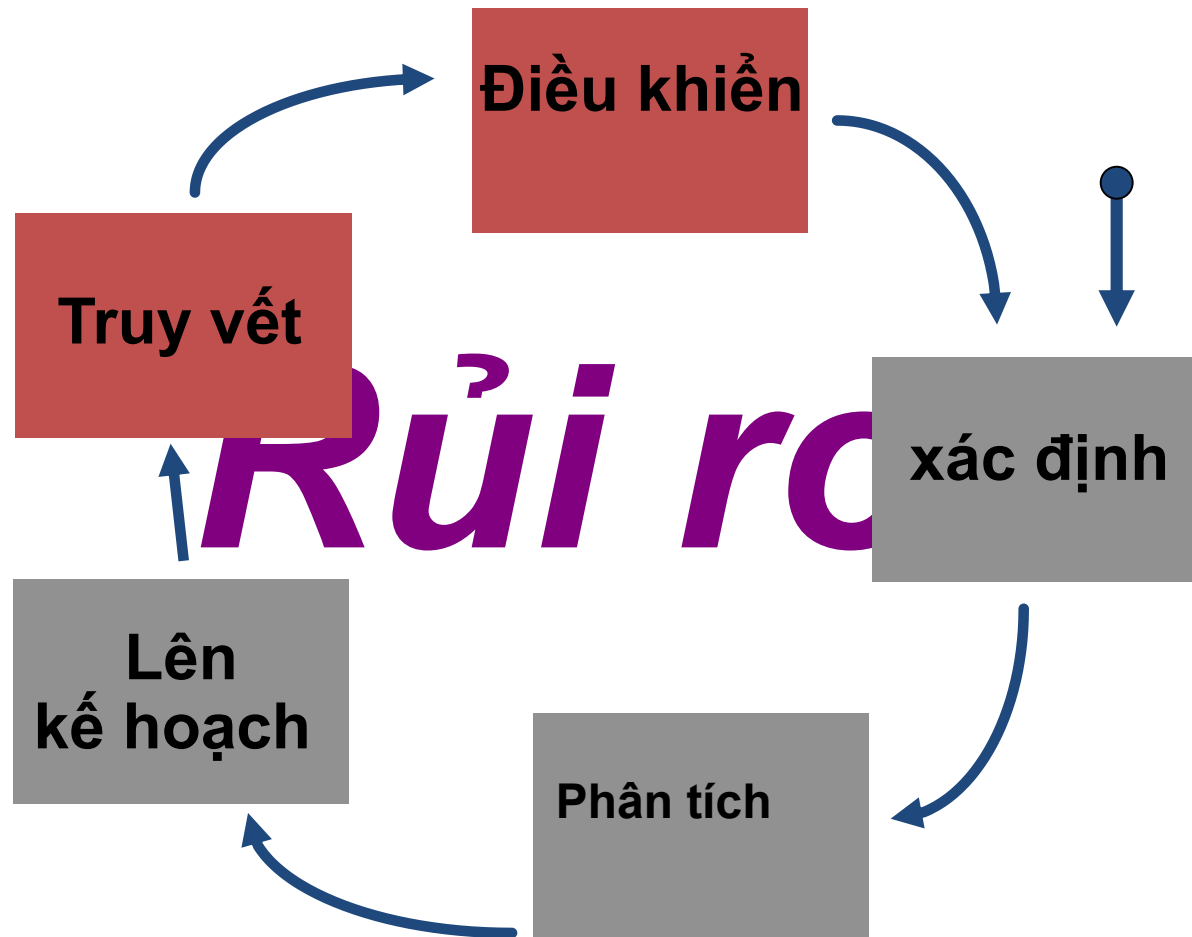 Điều khiển
Truy vết
Rủi ro
xác định
Lên
kế hoạch
Phân tích